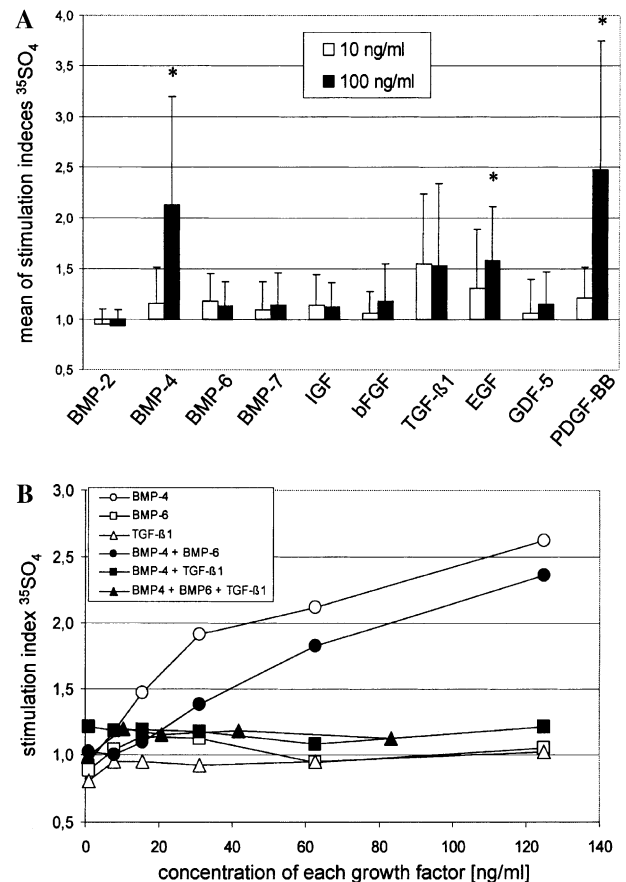 A
mean of stimulation indeces ³⁵SO₄
4,0
3,5
3,0
2,5
2,0
1,5
1,0
0,5
10 ng/ml
100 ng/ml
*
*
*
BMP-2
BMP-4
BMP-6
BMP-7
IGF
bFGF
TGF-ß1
EGF
GDF-5
PDGF-BB
B
stimulation index ³⁵SO₄
3,0
2,5
2,0
1,5
1,0
0,5
BMP-4
BMP-6
TGF-ß1
BMP-4 + BMP-6
BMP-4 + TGF-ß1
BMP4 + BMP6 + TGF-ß1
0 20 40 60 80 100 120 140
concentration of each growth factor [ng/ml]